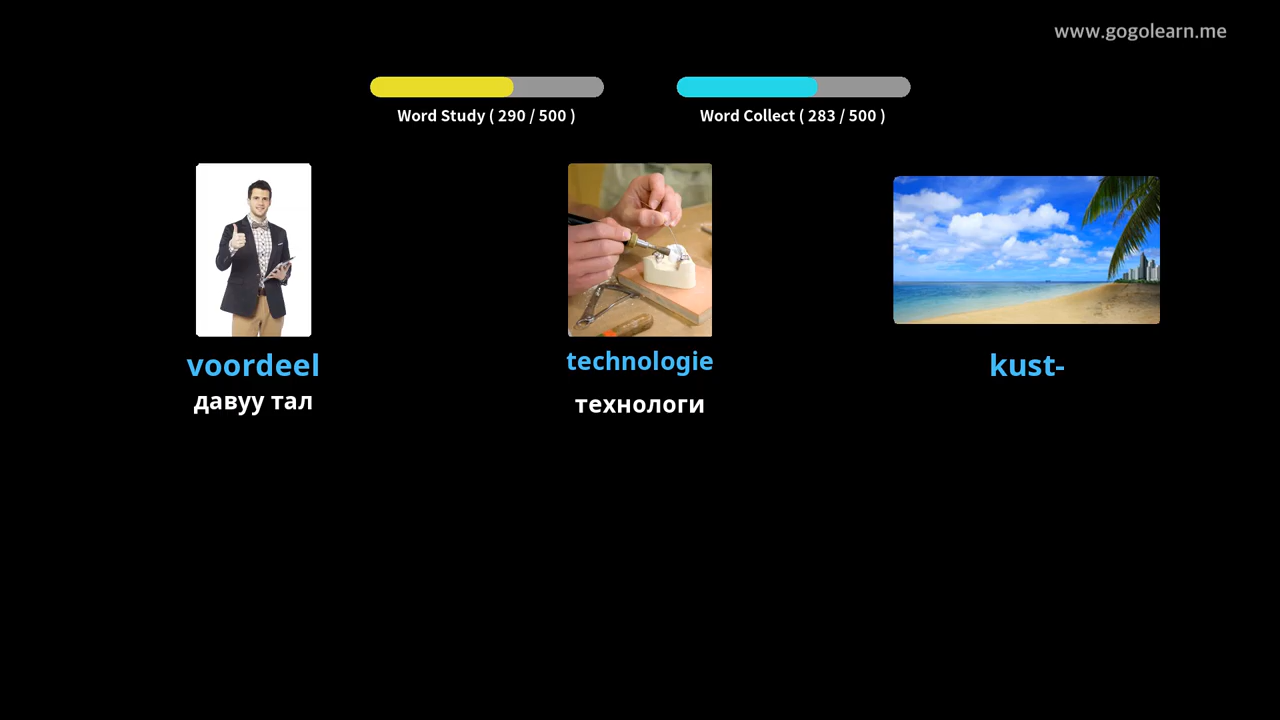 www.gogolearn.me
Word Study ( 290 / 500 )
Word Collect ( 283 / 500 )
voordeel
давуу тал
technologie
технологи
kust-